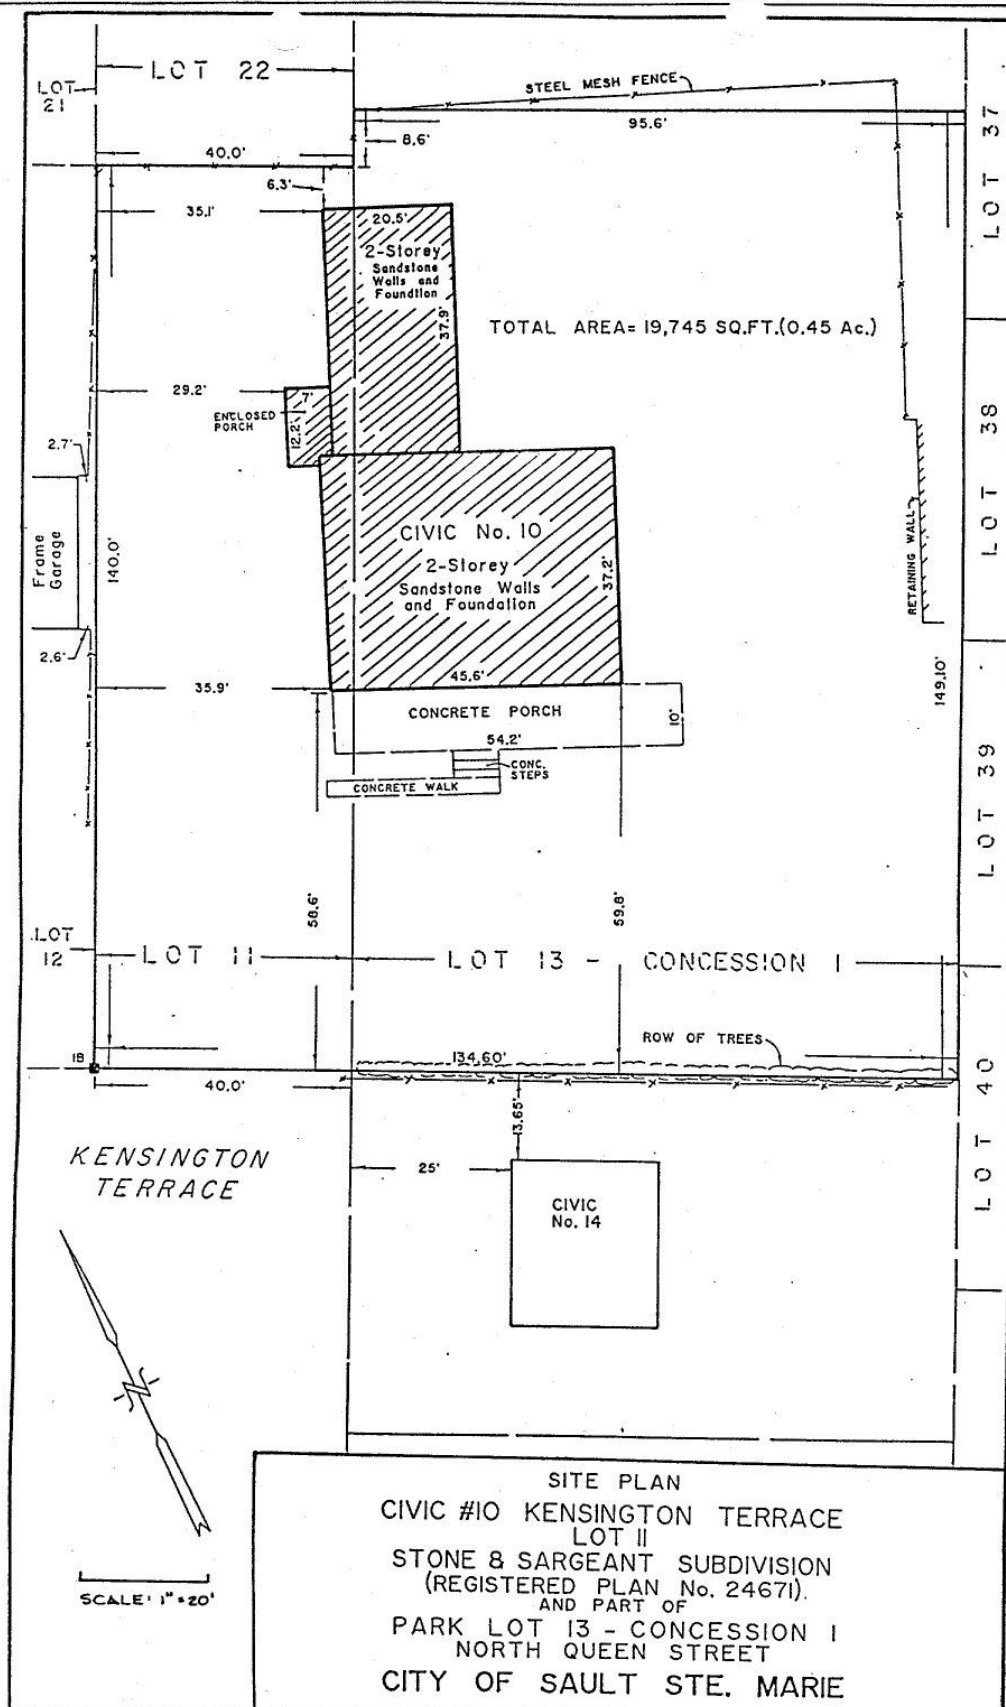 LOT 22
LOT
21
STEEL MESH FENCE
95.6'
LOT 37
8.6'
40.0'
6.3'
35.1'
20.5'
2-Storey
Sandstone
Walls and
Foundtion
37.9'
TOTAL AREA= 19,745 SQ.FT.(0.45 Ac.)
29.2'
7'
ENCLOSED
PORCH
12.2'
LOT 38
2.7'
Frame
Garage
140.0'
CIVIC No. 10
2-Storey
Sandstone Walls
and Foundation
37.2'
RETAINING WALL
2.6'
35.9'
45.6'
149.10'
CONCRETE PORCH
10'
54.2'
CONC.
STEPS
CONCRETE WALK
LOT 39
58.6'
59.8'
LOT
12
LOT 11
LOT 13 - CONCESSION 1
ROW OF TREES
IB
134.60'
40.0'
LOT 40
13.65'
KENSINGTON
TERRACE
25'
CIVIC
No. 14
SCALE: 1"=20'
SITE PLAN
CIVIC #10 KENSINGTON TERRACE
LOT 11
STONE & SARGEANT SUBDIVISION
(REGISTERED PLAN No. 24671).
AND PART OF
PARK LOT 13 - CONCESSION 1
NORTH QUEEN STREET
CITY OF SAULT STE. MARIE